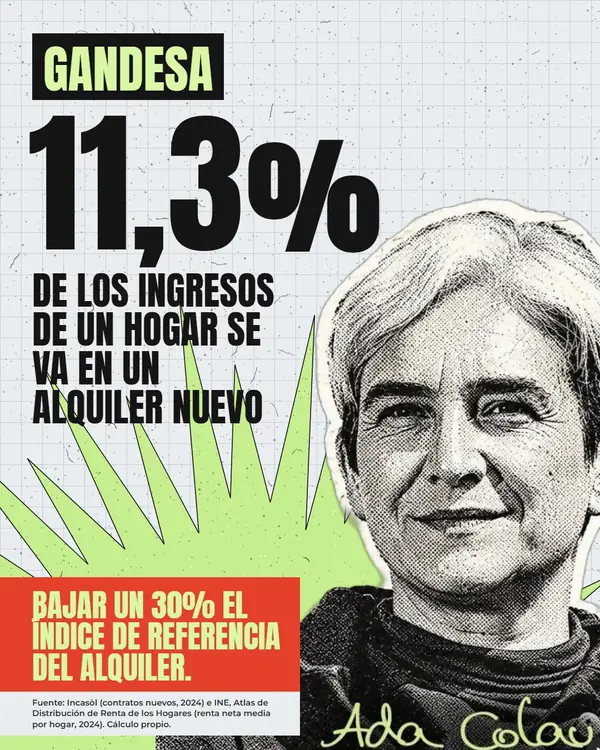 GANDESA
11,3%
DE LOS INGRESOS
DE UN HOGAR SE
VA EN UN
ALQUILER NUEVO
BAJAR UN 30% EL
ÍNDICE DE REFERENCIA
DEL ALQUILER.
Fuente: Incasòl (contratos nuevos, 2024) e INE, Atlas de
Distribución de Renta de los Hogares (renta neta media
por hogar, 2024). Cálculo propio.
Ada Colau